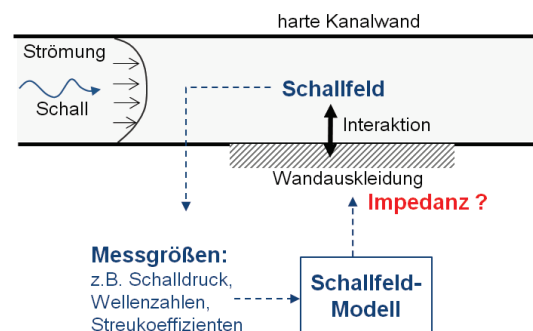 harte Kanalwand
Strömung
Schall
Schallfeld
Interaktion
Wandauskleidung
Impedanz ?
Messgrößen:
z.B. Schalldruck,
Wellenzahlen,
Streukoeffizienten
Schallfeld-
Modell